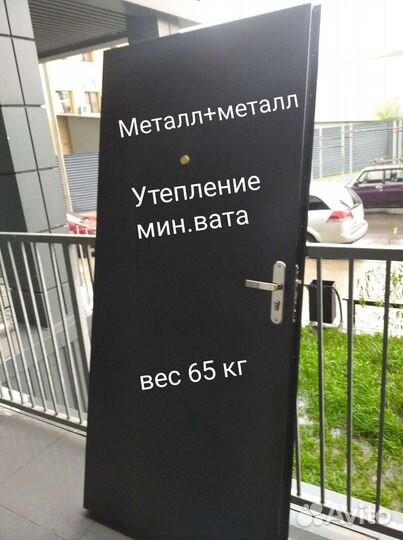 Металл+металл
Утепление
мин.вата
вес 65 кг
Avito